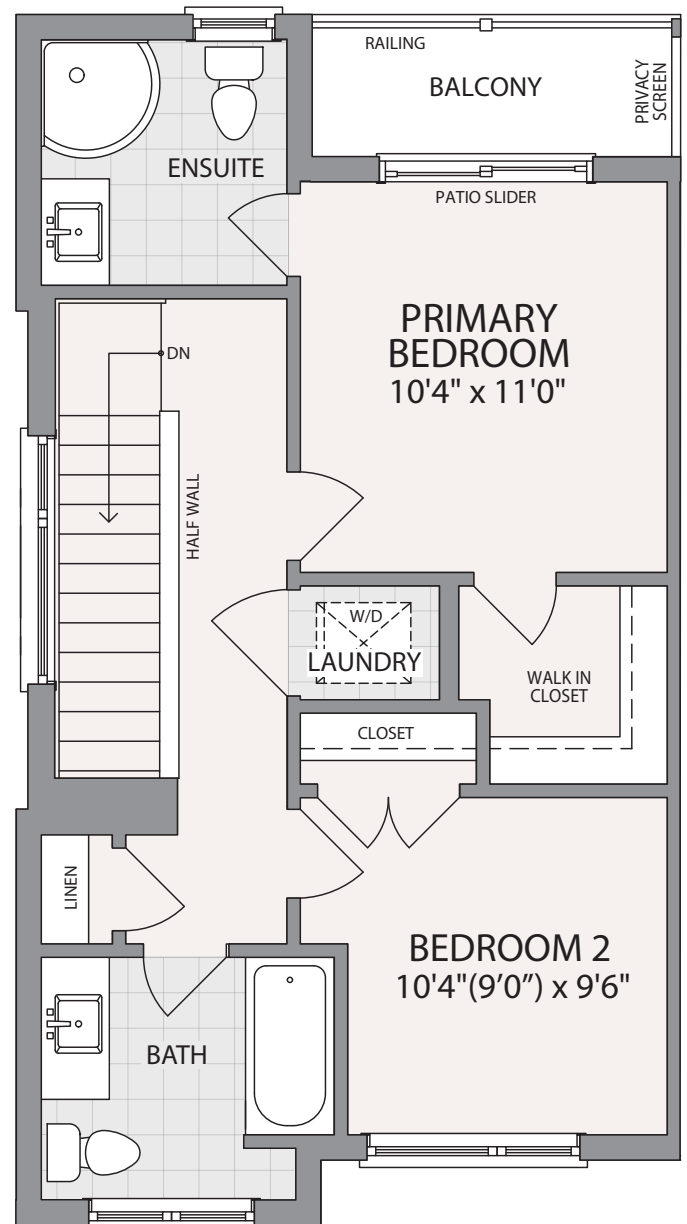 RAILING
BALCONY
PRIVACY
SCREEN
ENSUITE
PATIO SLIDER
PRIMARY
BEDROOM
10'4" x 11'0"
DN
HALF WALL
W/D
LAUNDRY
WALK IN
CLOSET
CLOSET
LINEN
BEDROOM 2
10'4"(9’0”) x 9'6"
BATH